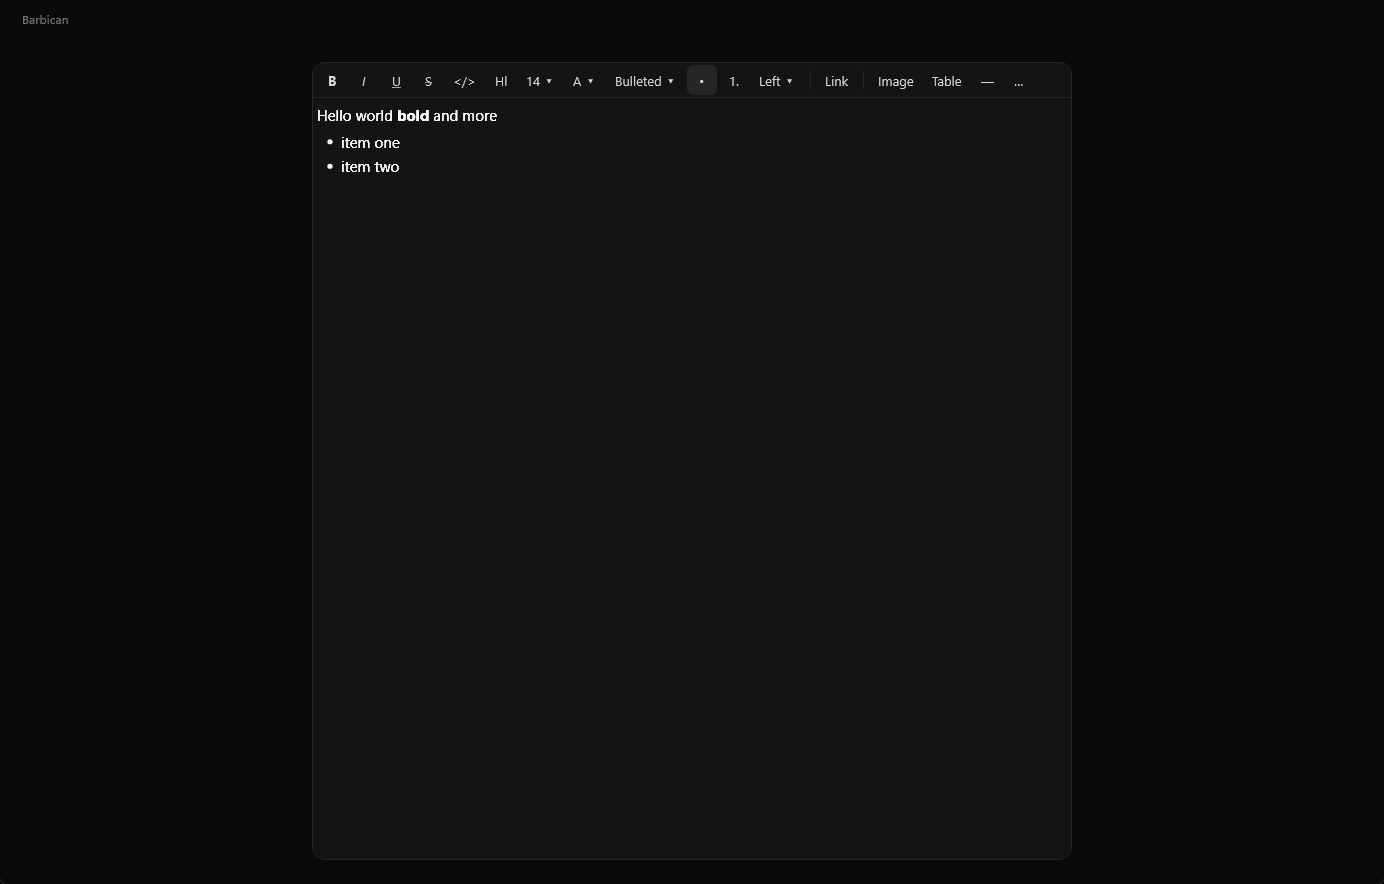 Barbican
B I U S </> Hl 14 ▾ A ▾ Bulleted ▾ • 1. Left ▾ Link Image Table — ...
Hello world bold and more
• item one
• item two